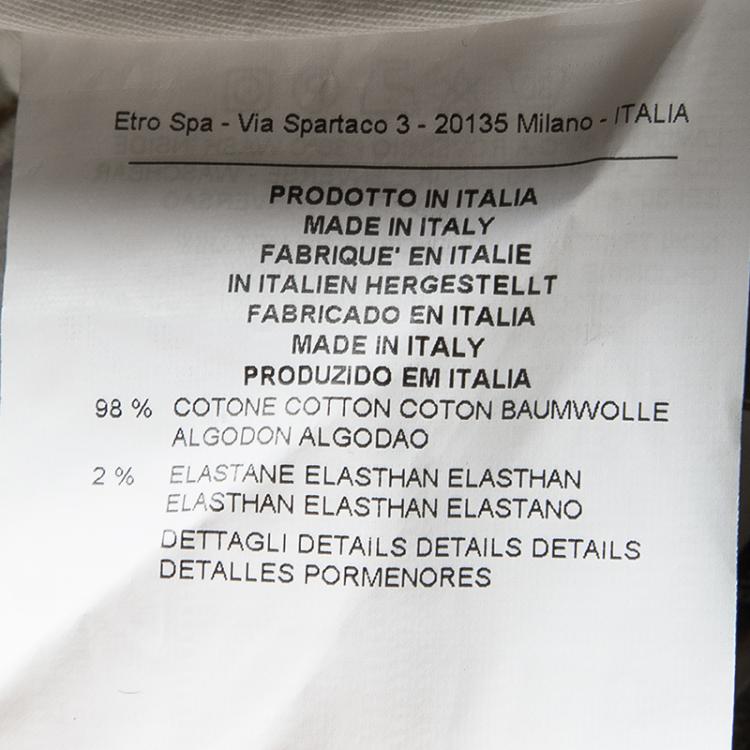 Etro Spa - Via Spartaco 3 - 20135 Milano - ITALIA
PRODOTTO IN ITALIA
MADE IN ITALY
FABRIQUE' EN ITALIE
IN ITALIEN HERGESTELLT
FABRICADO EN ITALIA
MADE IN ITALY
PRODUZIDO EM ITALIA
98 % COTONE COTTON COTON BAUMWOLLE
ALGODON ALGODAO
2 % ELASTANE ELASTHAN ELASTHAN
ELASTHAN ELASTHAN ELASTANO
DETTAGLI DETAILS DETAILS DETAILS
DETALLES PORMENORES